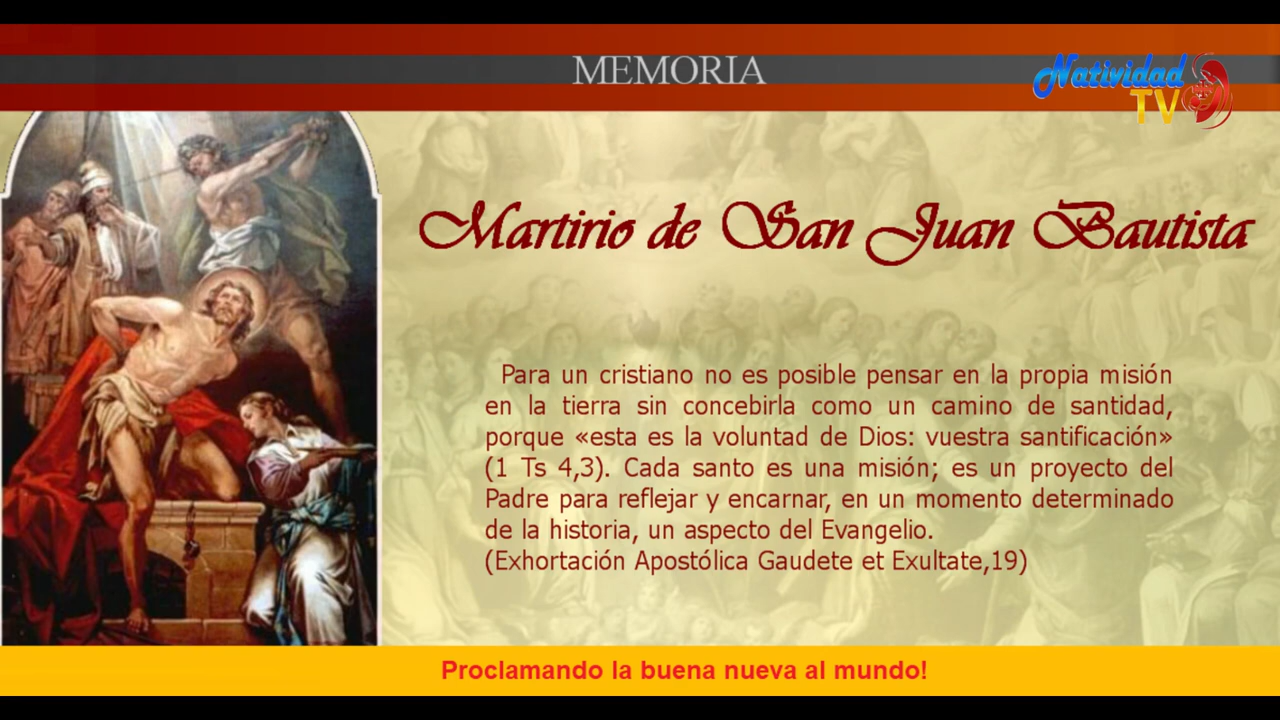 MEMORIA
Natividad
TV
Martirio de San Juan Bautista
Para un cristiano no es posible pensar en la propia misión
en la tierra sin concebirla como un camino de santidad,
porque «esta es la voluntad de Dios: vuestra santificación»
(1 Ts 4,3). Cada santo es una misión; es un proyecto del
Padre para reflejar y encarnar, en un momento determinado
de la historia, un aspecto del Evangelio.
(Exhortación Apostólica Gaudete et Exultate,19)
Proclamando la buena nueva al mundo!